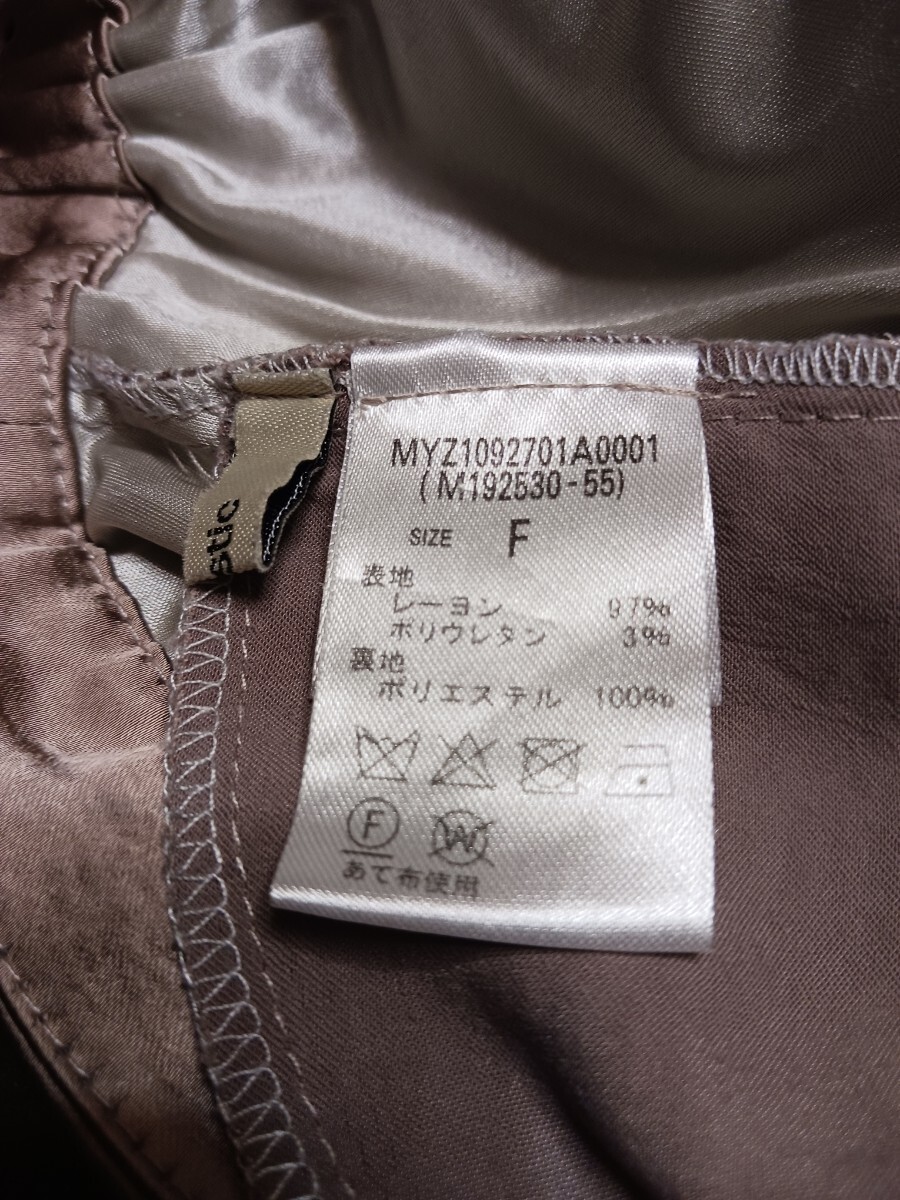 MYZ1092701A0001
(M192530-55)
SIZE F
表地
レーヨン 97%
ポリウレタン 3%
裏地
ポリエステル 100%
F W
あて布使用
stic